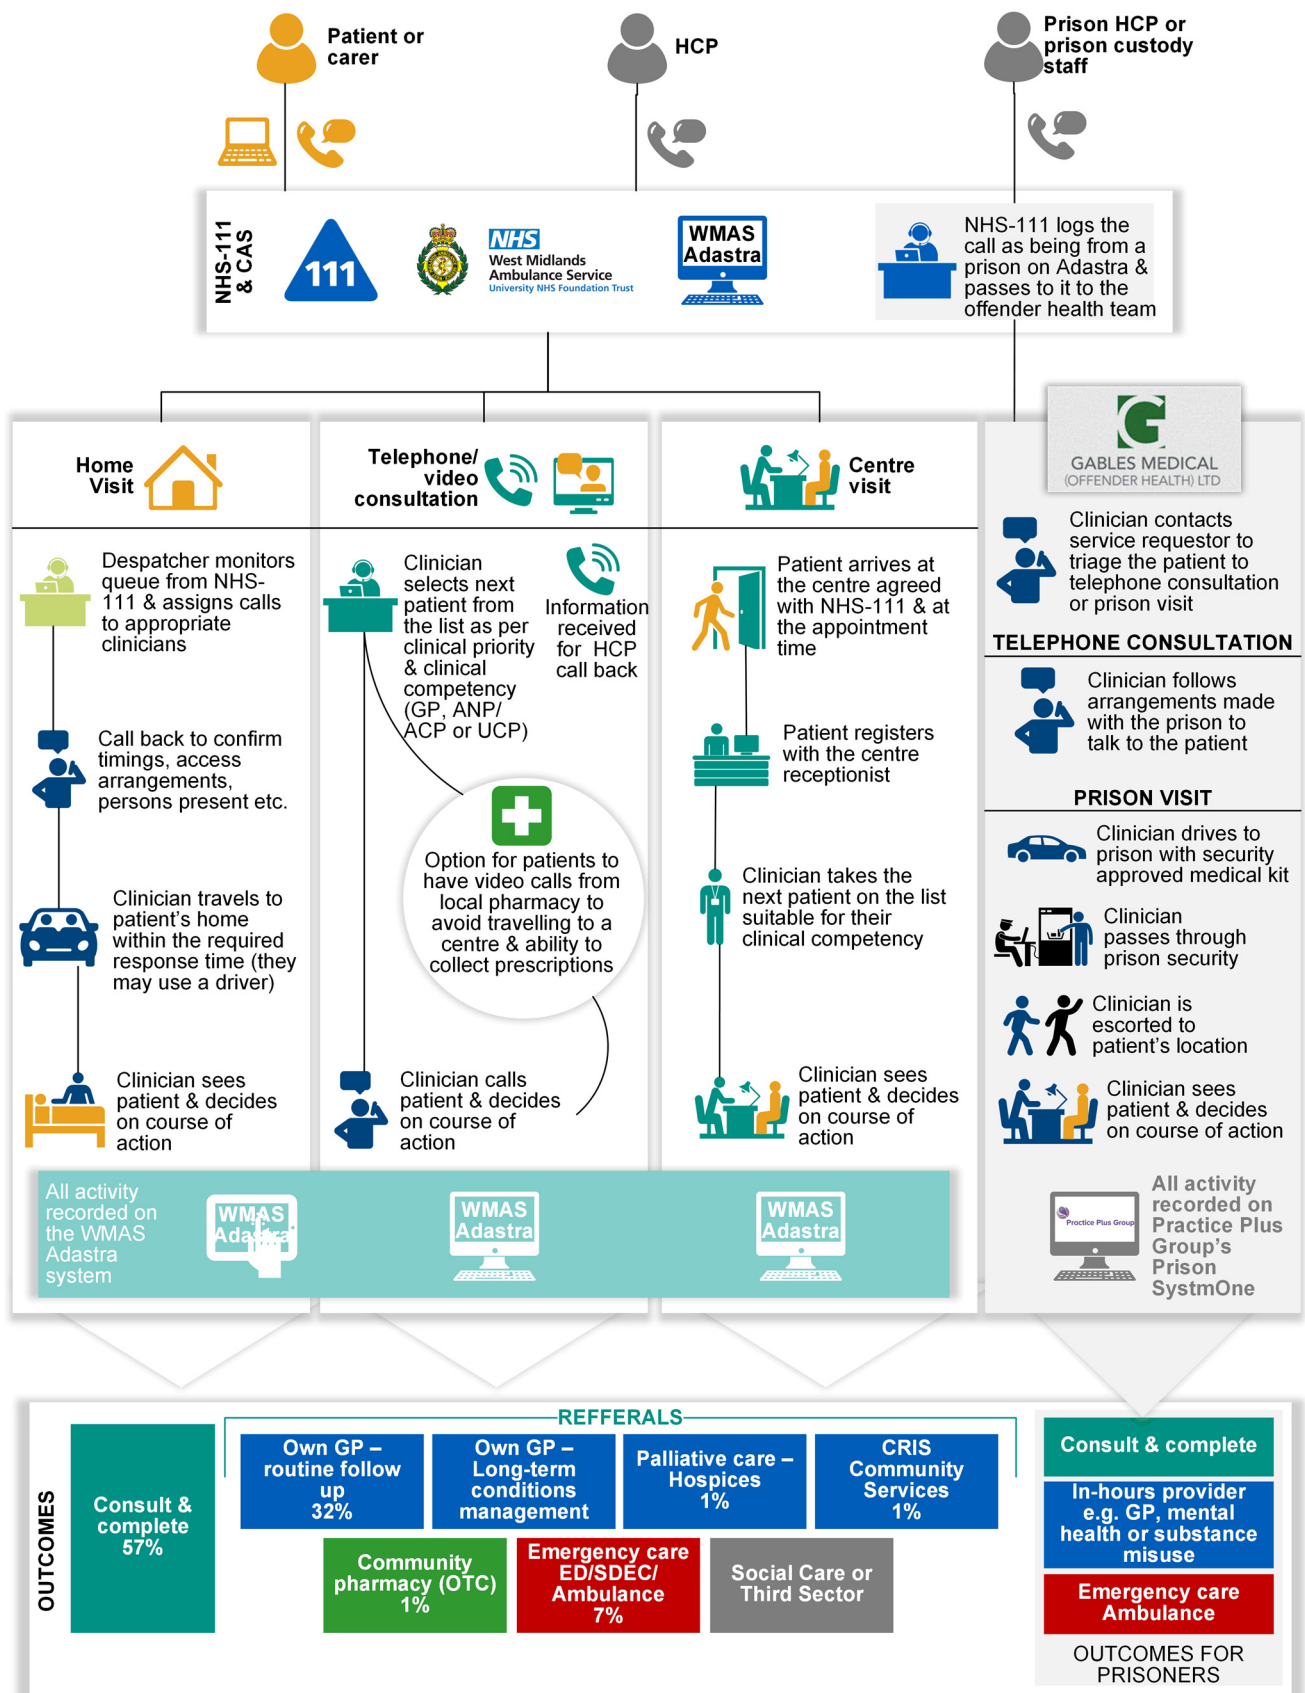 Patient or
carer
HCP
Prison HCP or
prison custody
staff
NHS-111
& CAS
111
NHS
West Midlands
Ambulance Service
University NHS Foundation Trust
WMAS
Adastra
NHS-111 logs the
call as being from a
prison on Adastra &
passes to it to the
offender health team
Home
Visit
Telephone/
video
consultation
Centre
visit
G
GABLES MEDICAL
(OFFENDER HEALTH) LTD
Despatcher monitors
queue from NHS-
111 & assigns calls
to appropriate
clinicians
Call back to confirm
timings, access
arrangements,
persons present etc.
Clinician travels to
patient's home
within the required
response time (they
may use a driver)
Clinician sees
patient & decides
on course of
action
Clinician
selects next
patient from
the list as per
clinical priority
& clinical
competency
(GP, ANP/
ACP or UCP)
Information
received
for HCP
call back
Option for patients to
have video calls from
local pharmacy to
avoid travelling to a
centre & ability to
collect prescriptions
Clinician calls
patient & decides
on course of
action
Patient arrives at
the centre agreed
with NHS-111 & at
the appointment
time
Patient registers
with the centre
receptionist
Clinician takes the
next patient on the list
suitable for their
clinical competency
Clinician sees
patient & decides
on course of
action
Clinician contacts
service requestor to
triage the patient to
telephone consultation
or prison visit
TELEPHONE CONSULTATION
Clinician follows
arrangements made
with the prison to
talk to the patient
PRISON VISIT
Clinician drives to
prison with security
approved medical kit
Clinician
passes through
prison security
Clinician is
escorted to
patient's location
Clinician sees
patient & decides
on course of action
All activity
recorded on
the WMAS
Adastra
system
WMAS
Adastra
WMAS
Adastra
WMAS
Adastra
Practice Plus Group
All activity
recorded on
Practice Plus
Group's
Prison
SystmOne
OUTCOMES
Consult &
complete
57%
REFFERALS
Own GP –
routine follow
up
32%
Own GP –
Long-term
conditions
management
Palliative care –
Hospices
1%
CRIS
Community
Services
1%
Community
pharmacy (OTC)
1%
Emergency care
ED/SDEC/
Ambulance
7%
Social Care or
Third Sector
Consult & complete
In-hours provider
e.g. GP, mental
health or substance
misuse
Emergency care
Ambulance
OUTCOMES FOR
PRISONERS